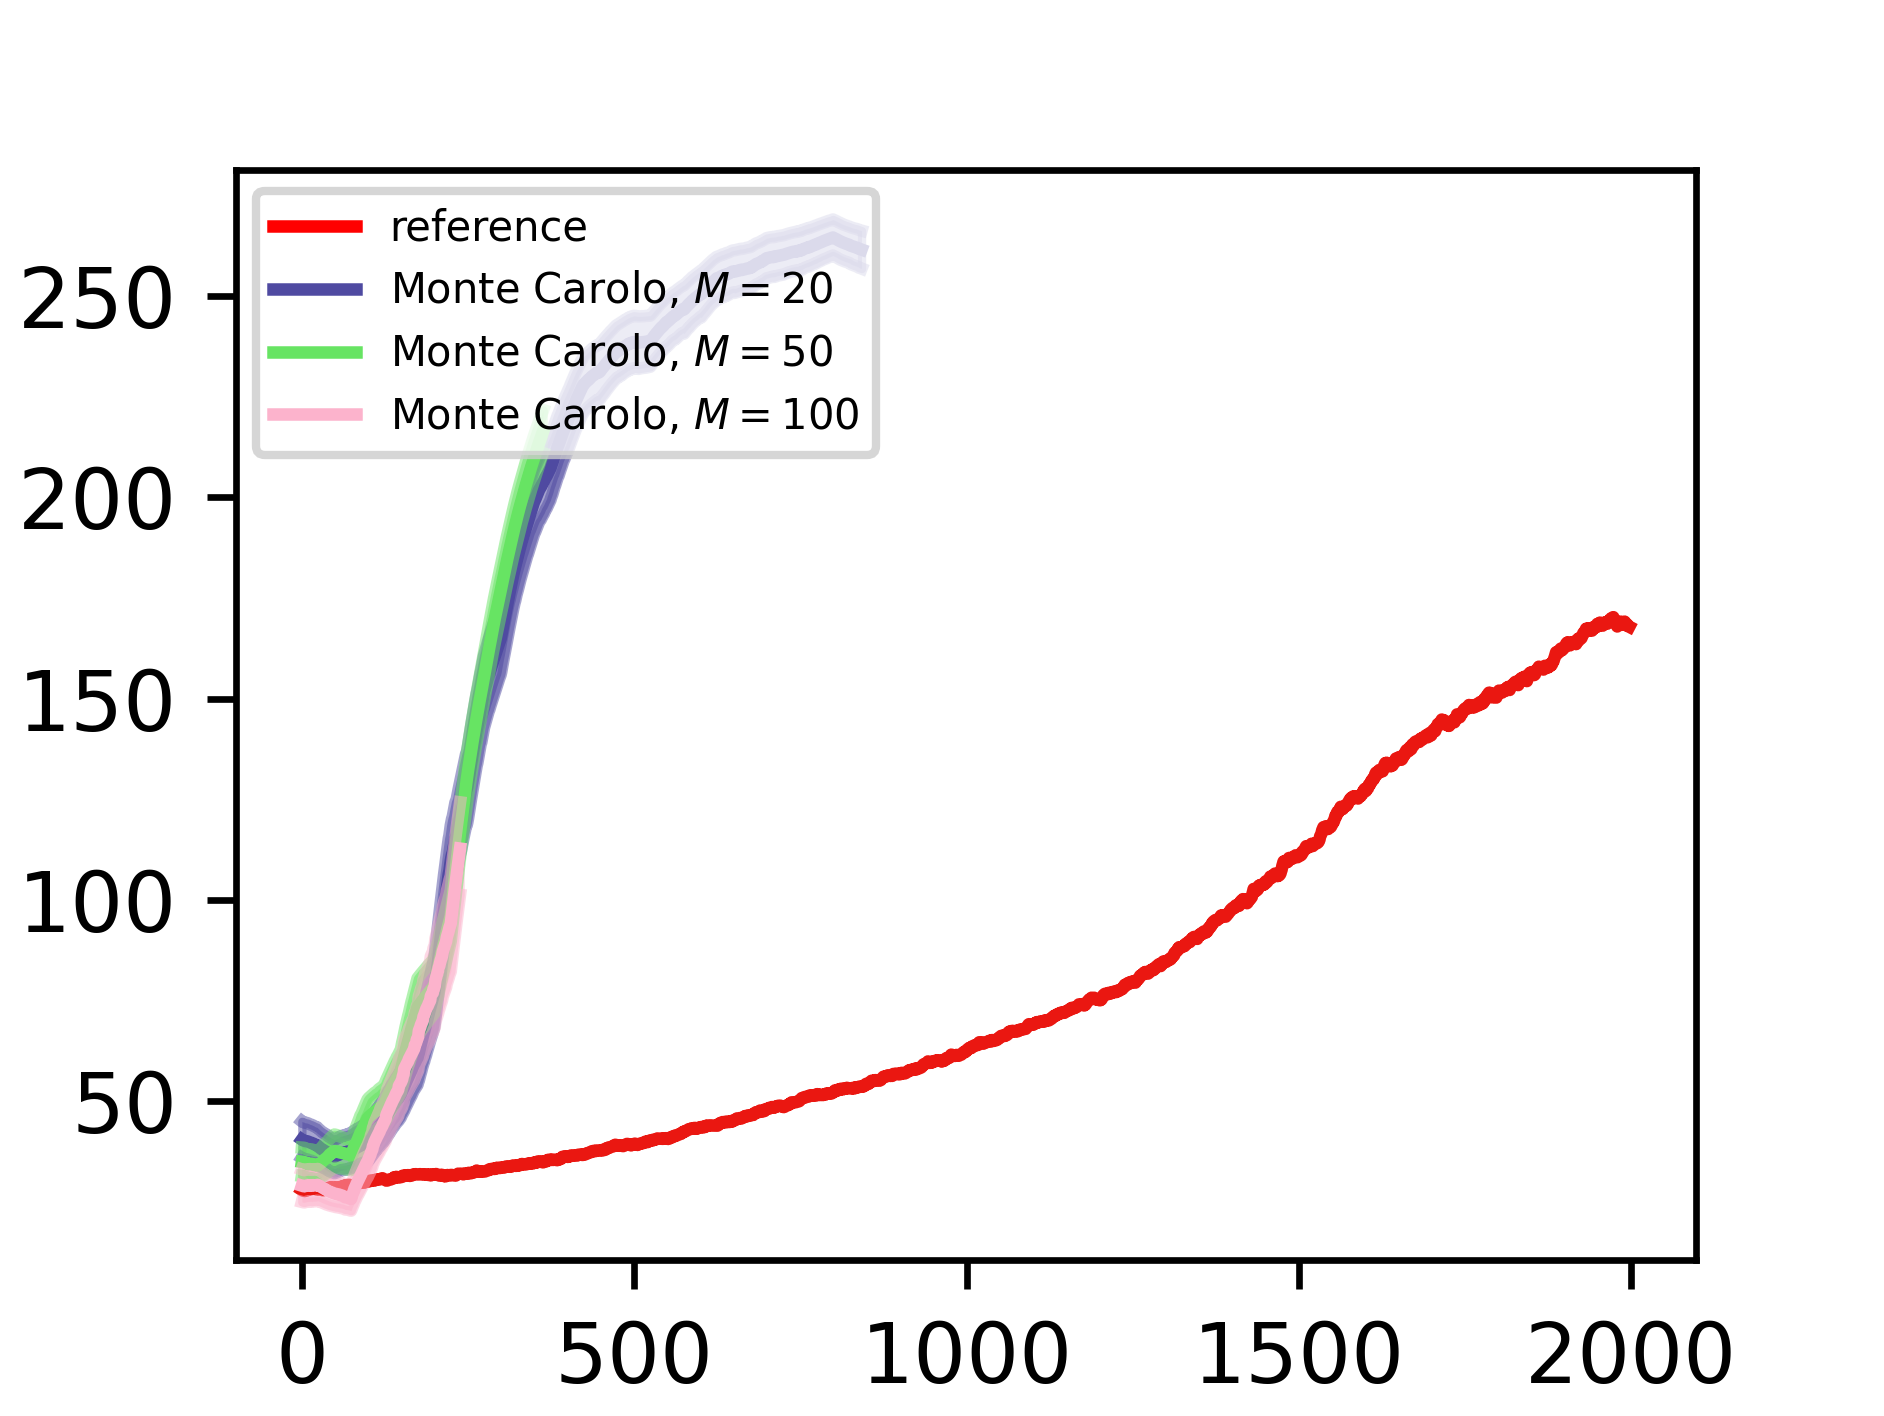 reference
Monte Carolo, M = 20
Monte Carolo, M = 50
Monte Carolo, M = 100
250
200
150
100
50
0 500 1000 1500 2000